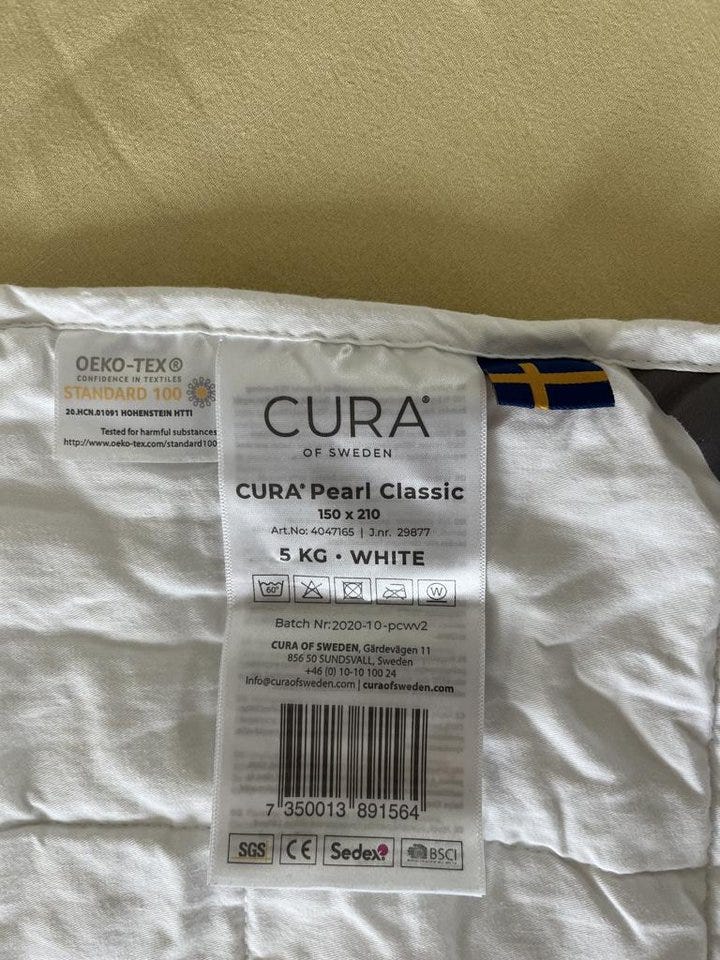 OEKO-TEX®
CONFIDENCE IN TEXTILES
STANDARD 100
20.HCN.01091 HOHENSTEIN HTTI
Tested for harmful substances
http://www.oeko-tex.com/standard100
CURA®
OF SWEDEN
CURA® Pearl Classic
150 x 210
Art.No: 4047165 | J.nr. 29877
5 KG • WHITE
60°
W
Batch Nr:2020-10-pcwv2
CURA OF SWEDEN, Gärdevägen 11
856 50 SUNDSVALL, Sweden
+46 (0) 10-10 100 24
Info@curaofsweden.com | curaofsweden.com
7 350013 891564
SGS CE Sedex BSCI